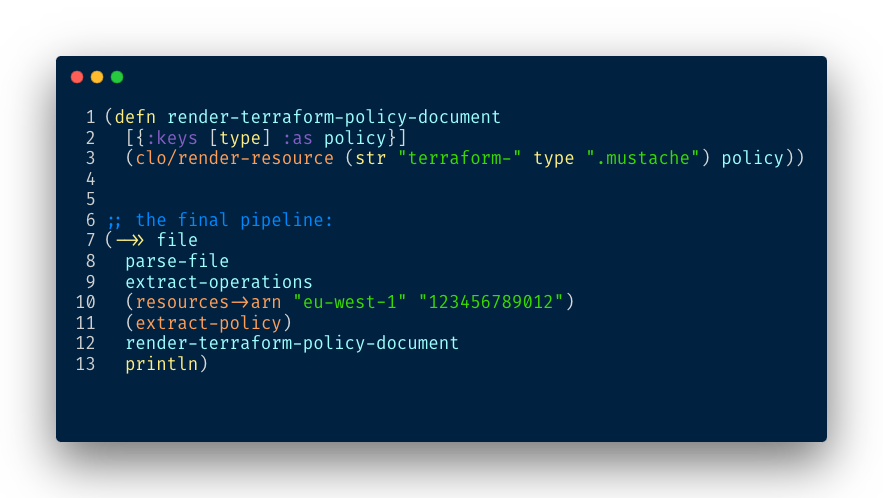 1 (defn render-terraform-policy-document
2 [{:keys [type] :as policy}]
3 (clo/render-resource (str "terraform-" type ".mustache") policy))
4
5
6 ;; the final pipeline:
7 (->> file
8 parse-file
9 extract-operations
10 (resources->arn "eu-west-1" "123456789012")
11 (extract-policy)
12 render-terraform-policy-document
13 println)